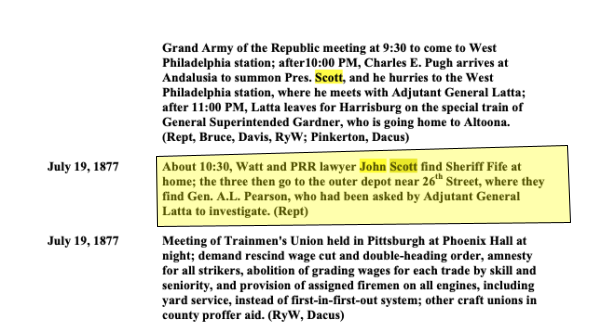 Grand Army of the Republic meeting at 9:30 to come to West
Philadelphia station; after10:00 PM, Charles E. Pugh arrives at
Andalusia to summon Pres. Scott, and he hurries to the West
Philadelphia station, where he meets with Adjutant General Latta;
after 11:00 PM, Latta leaves for Harrisburg on the special train of
General Superintended Gardner, who is going home to Altoona.
(Rept, Bruce, Davis, RyW; Pinkerton, Dacus)
July 19, 1877 About 10:30, Watt and PRR lawyer John Scott find Sheriff Fife at
home; the three then go to the outer depot near 26th Street, where they
find Gen. A.L. Pearson, who had been asked by Adjutant General
Latta to investigate. (Rept)
July 19, 1877 Meeting of Trainmen's Union held in Pittsburgh at Phoenix Hall at
night; demand rescind wage cut and double-heading order, amnesty
for all strikers, abolition of grading wages for each trade by skill and
seniority, and provision of assigned firemen on all engines, including
yard service, instead of first-in-first-out system; other craft unions in
county proffer aid. (RyW, Dacus)